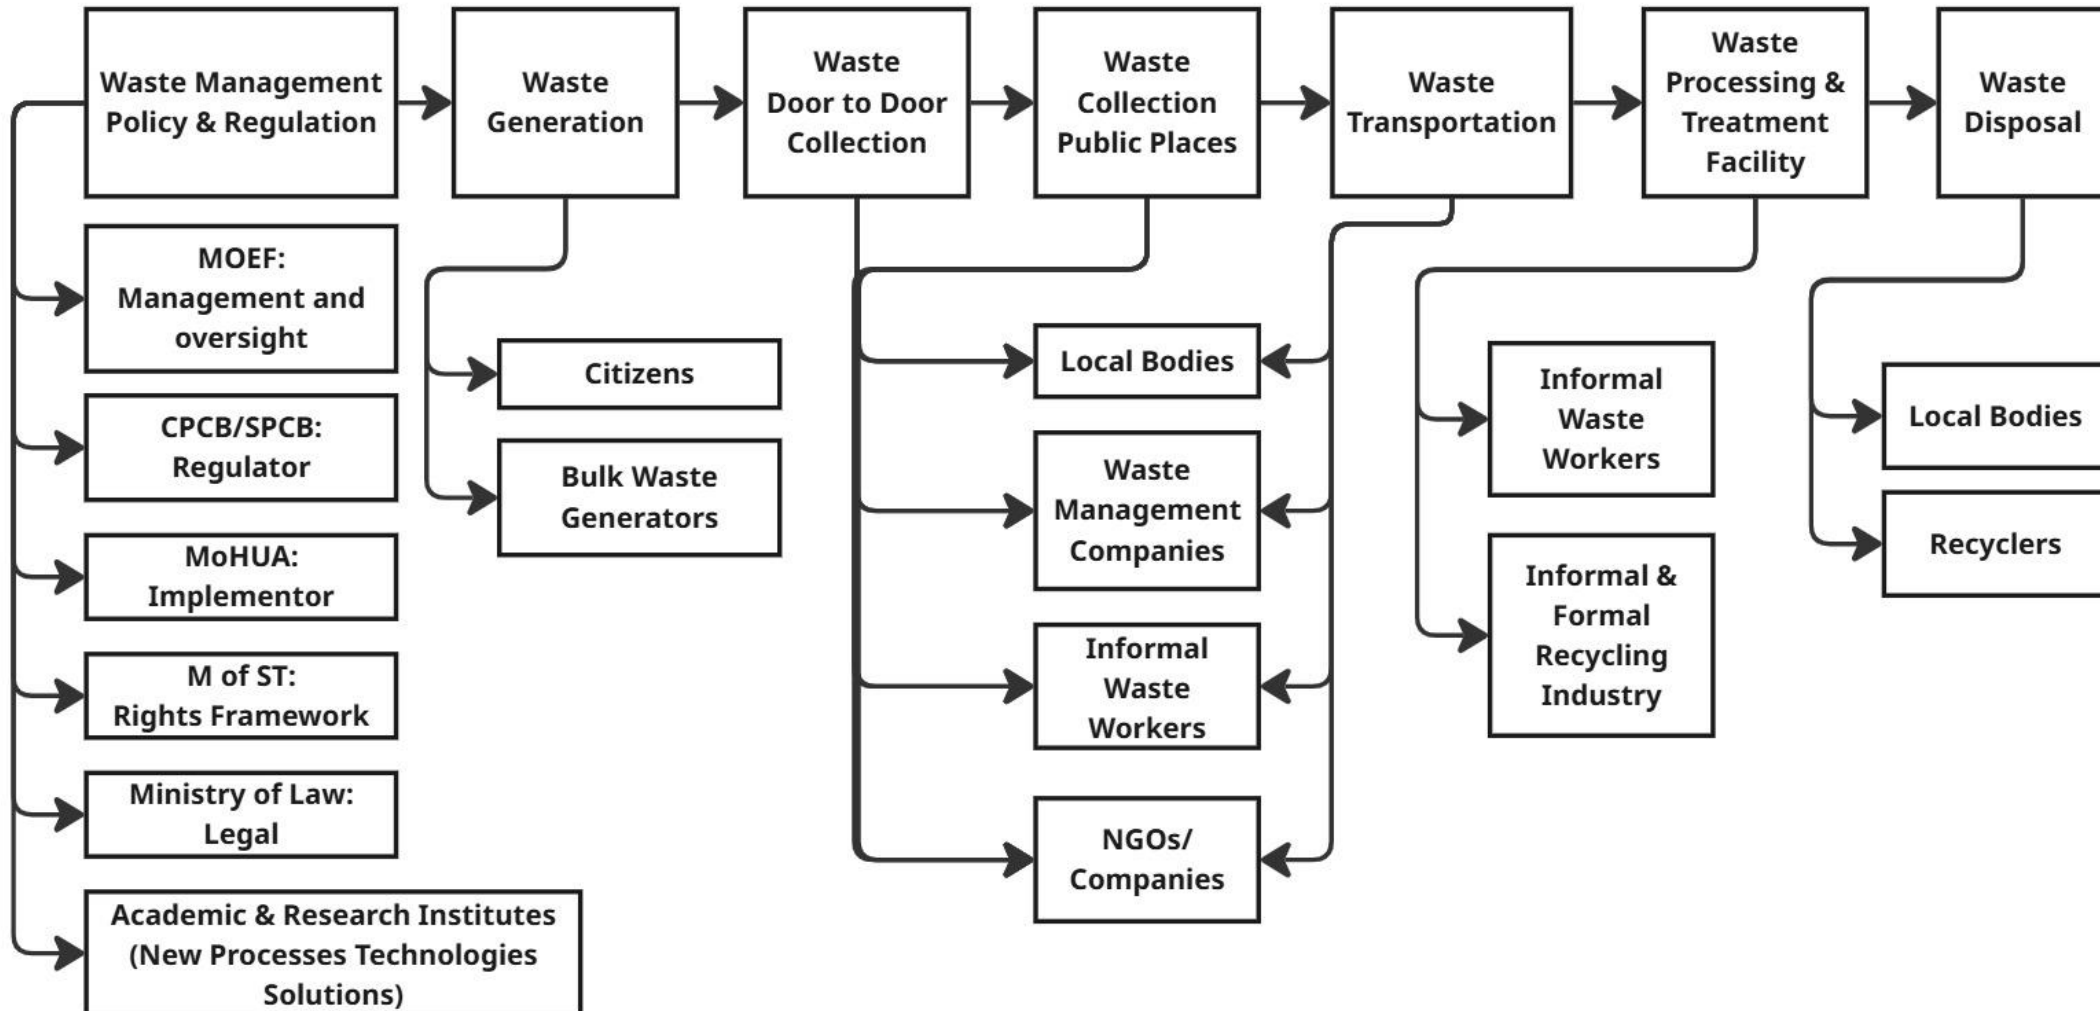 Waste Management
Policy & Regulation
Waste
Generation
Waste
Door to Door
Collection
Waste
Collection
Public Places
Waste
Transportation
Waste
Processing &
Treatment
Facility
Waste
Disposal
MOEF:
Management and
oversight
CPCB/SPCB:
Regulator
MoHUA:
Implementor
M of ST:
Rights Framework
Ministry of Law:
Legal
Academic & Research Institutes
(New Processes Technologies
Solutions)
Citizens
Bulk Waste
Generators
Local Bodies
Waste
Management
Companies
Informal
Waste
Workers
NGOs/
Companies
Informal
Waste
Workers
Informal &
Formal
Recycling
Industry
Local Bodies
Recyclers